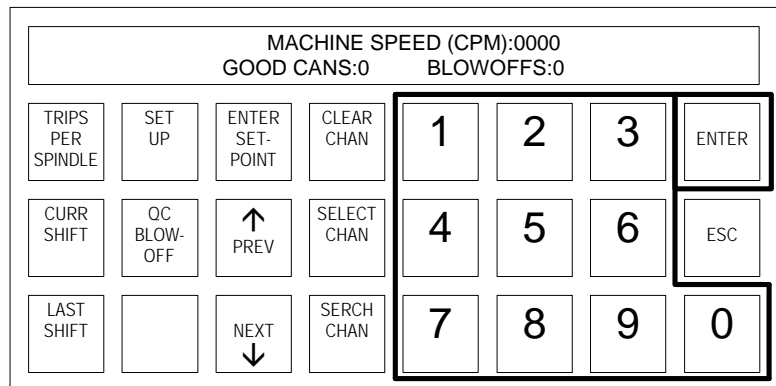 MACHINE SPEED (CPM):0000
GOOD CANS:0 BLOWOFFS:0
TRIPS
PER
SPINDLE
SET
UP
ENTER
SET-
POINT
CLEAR
CHAN
1
2
3
ENTER
CURR
SHIFT
QC
BLOW-
OFF
↑
PREV
SELECT
CHAN
4
5
6
ESC
LAST
SHIFT
NEXT
↓
SERCH
CHAN
7
8
9
0